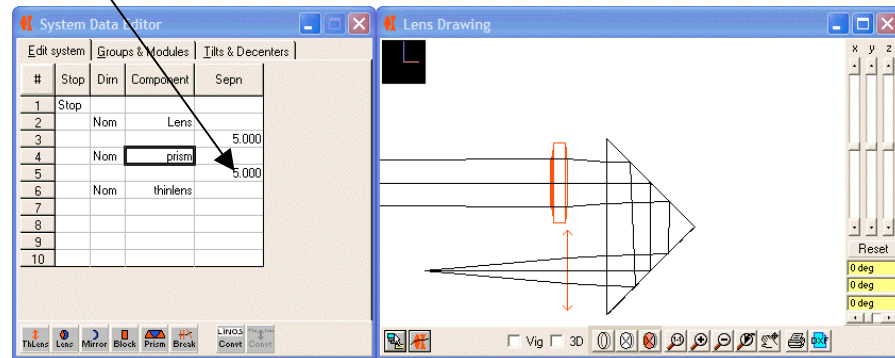 System Data Editor
Edit system Groups & Modules Tilts & Decenters
# Stop Dirn Component Sepn
1 Stop
2 Nom Lens
3 5.000
4 Nom prism
5 5.000
6 Nom thinlens
7
8
9
10
ThLens Lens Mirror Block Prism Break LINOS Convt Convt
Lens Drawing
x y z
Reset
0 deg
0 deg
0 deg
Vig 3D
DXF